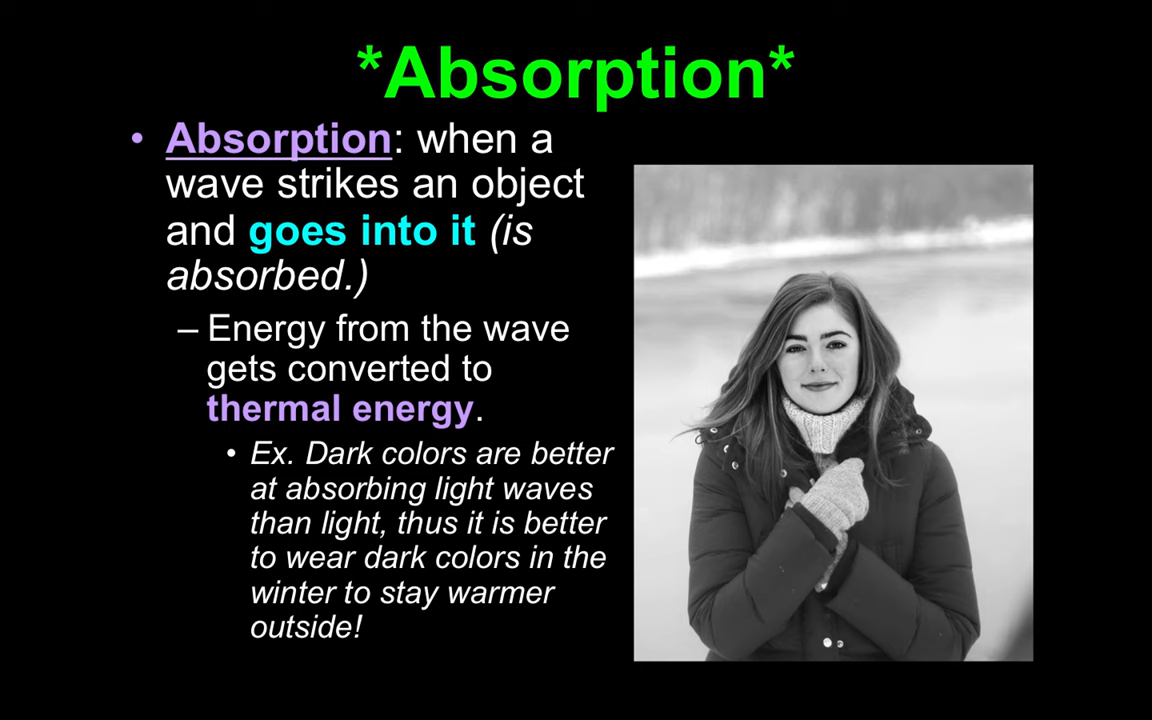 *Absorption*
• Absorption: when a
wave strikes an object
and goes into it (is
absorbed.)
– Energy from the wave
gets converted to
thermal energy.
• Ex. Dark colors are better
at absorbing light waves
than light, thus it is better
to wear dark colors in the
winter to stay warmer
outside!